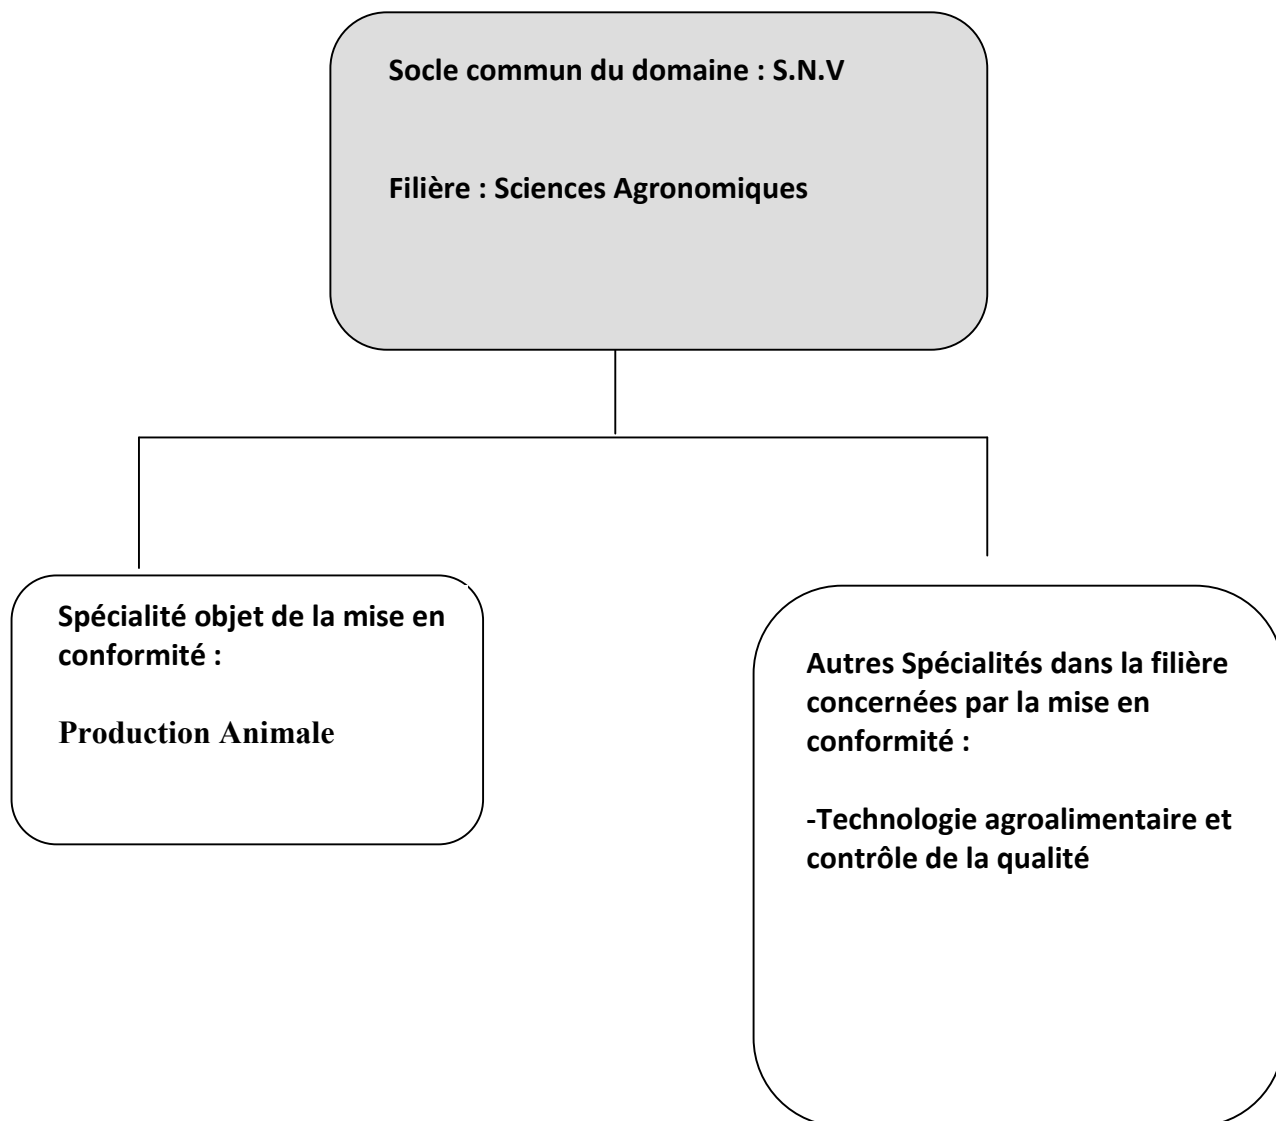 Socle commun du domaine : S.N.V
Filière : Sciences Agronomiques
Spécialité objet de la mise en
conformité :
Production Animale
Autres Spécialités dans la filière
concernées par la mise en
conformité :
-Technologie agroalimentaire et
contrôle de la qualité